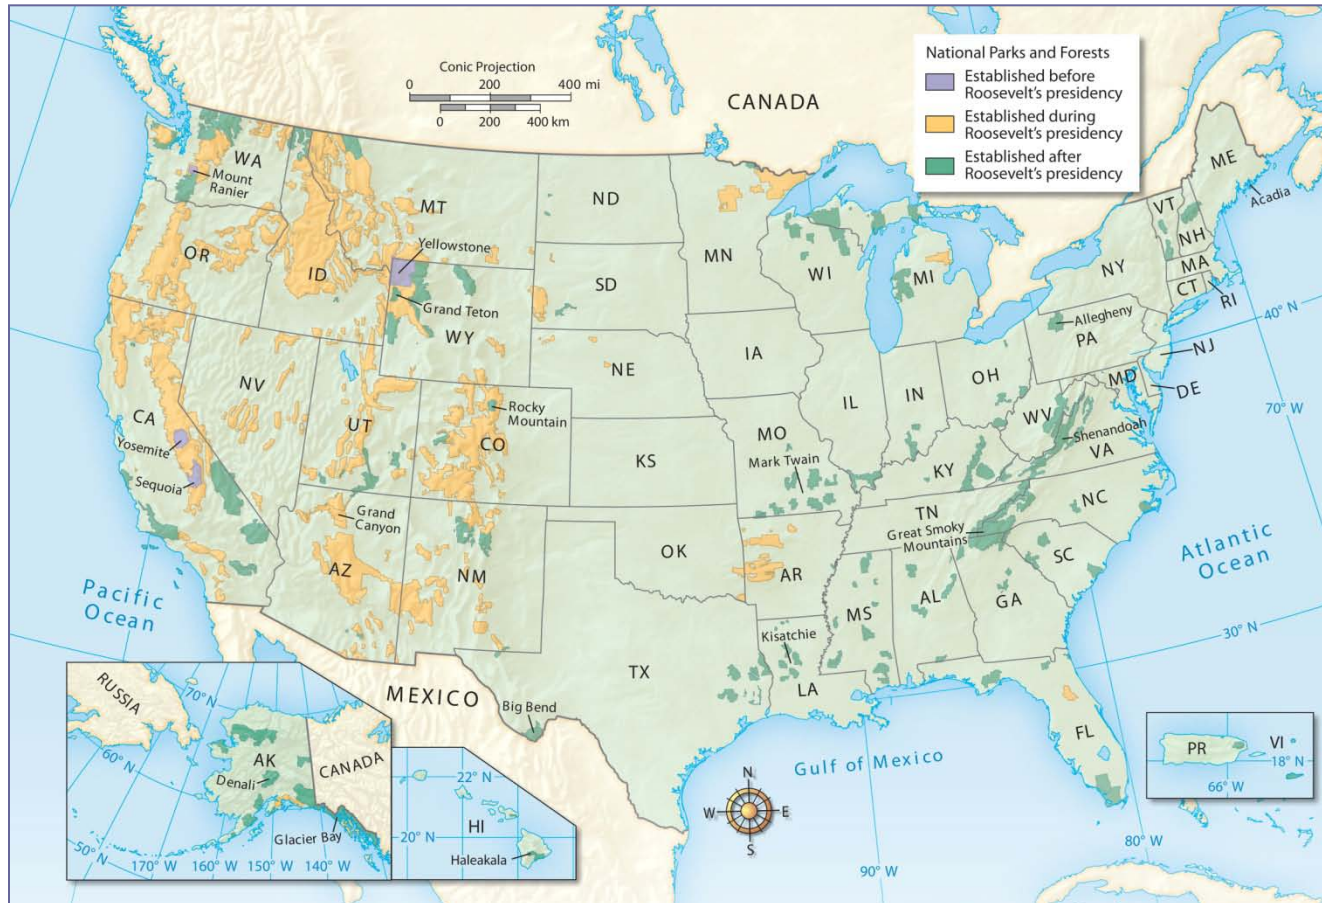 National Parks and Forests
Established before
Roosevelt's presidency
Established during
Roosevelt's presidency
Established after
Roosevelt's presidency
Conic Projection
0 200 400 mi
0 200 400 km
CANADA
WA
Mount
Ranier
MT
ND
MN
ME
Acadia
VT
NH
OR
ID
Yellowstone
SD
WI
MI
NY
MA
CT
RI
40° N
Grand Teton
WY
Allegheny
PA
NJ
IA
NE
NV
UT
Rocky
Mountain
CO
IL
IN
OH
MD
DE
70° W
WV
CA
Yosemite
Sequoia
KS
MO
Mark Twain
KY
Shenandoah
VA
Grand
Canyon
TN
NC
Great Smoky
Mountains
AZ
NM
OK
AR
SC
Atlantic
Ocean
Pacific
Ocean
MS
AL
GA
30° N
Kisatchie
TX
LA
MEXICO
Big Bend
FL
Gulf of Mexico
RUSSIA
70° N
60° N
50° N
AK
CANADA
Denali
Glacier Bay
170° W
160° W
150° W
140° W
22° N
20° N
HI
Haleakala
N
W
E
S
PR
VI
18° N
66° W
80° W
90° W